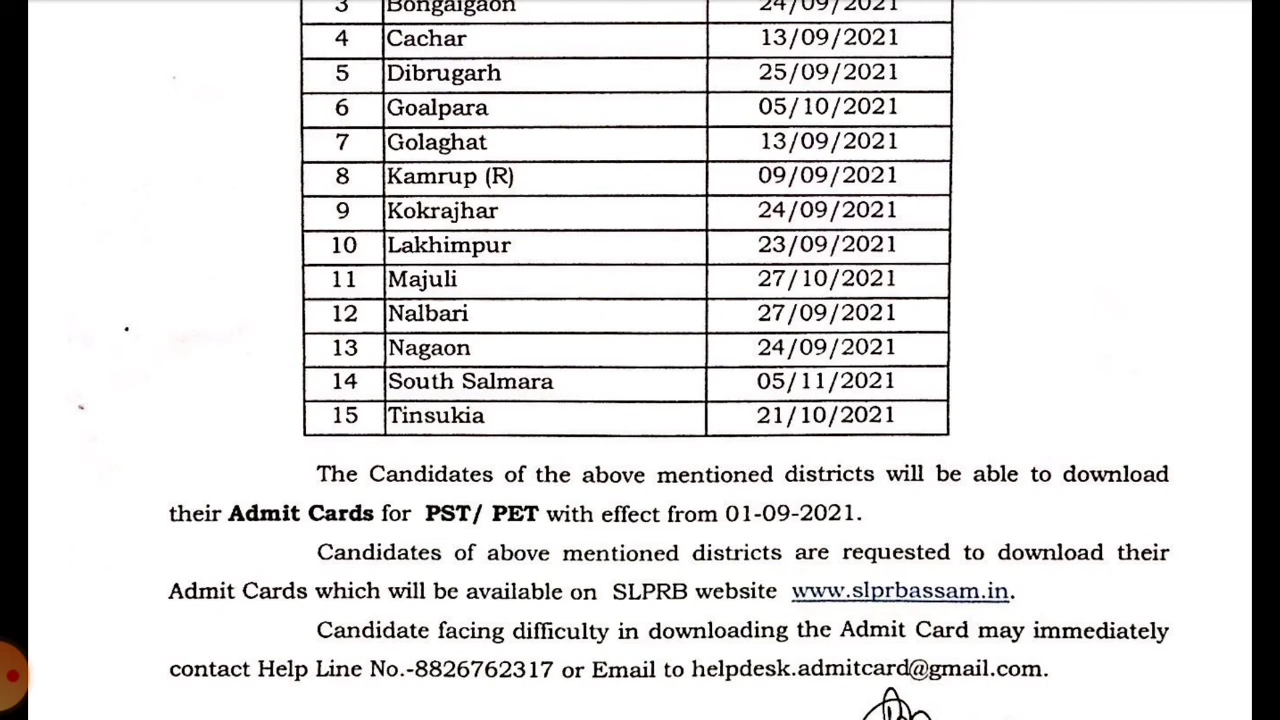 3 Bongaigaon 24/09/2021
4 Cachar 13/09/2021
5 Dibrugarh 25/09/2021
6 Goalpara 05/10/2021
7 Golaghat 13/09/2021
8 Kamrup (R) 09/09/2021
9 Kokrajhar 24/09/2021
10 Lakhimpur 23/09/2021
11 Majuli 27/10/2021
12 Nalbari 27/09/2021
13 Nagaon 24/09/2021
14 South Salmara 05/11/2021
15 Tinsukia 21/10/2021
The Candidates of the above mentioned districts will be able to download
their Admit Cards for PST/ PET with effect from 01-09-2021.
Candidates of above mentioned districts are requested to download their
Admit Cards which will be available on SLPRB website www.slprbassam.in.
Candidate facing difficulty in downloading the Admit Card may immediately
contact Help Line No.-8826762317 or Email to helpdesk.admitcard@gmail.com.